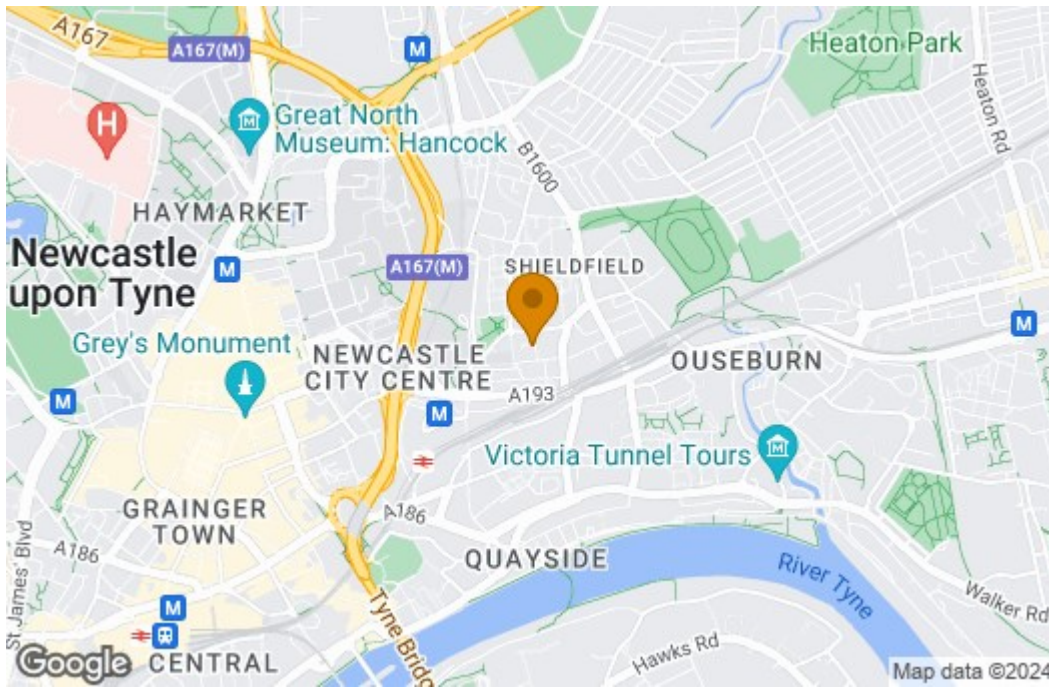 A167
A167(M)
M
Heaton Park
Heaton Rd
H
Great North
Museum: Hancock
B1600
HAYMARKET
Newcastle
upon Tyne
M
A167(M)
SHIELDFIELD
Grey's Monument
NEWCASTLE
CITY CENTRE
OUSEBURN
M
M
A193
M
Victoria Tunnel Tours
GRAINGER
TOWN
A186
A186
QUAYSIDE
St James' Blvd
River Tyne
Walker Rd
Tyne Bridg
M
Hawks Rd
CENTRAL
Google
Map data ©2024